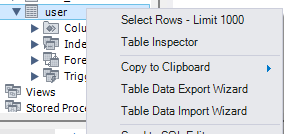 user
Colu
Inde
Fore
Trigg
Views
Stored Proce
Select Rows - Limit 1000
Table Inspector
Copy to Clipboard
Table Data Export Wizard
Table Data Import Wizard